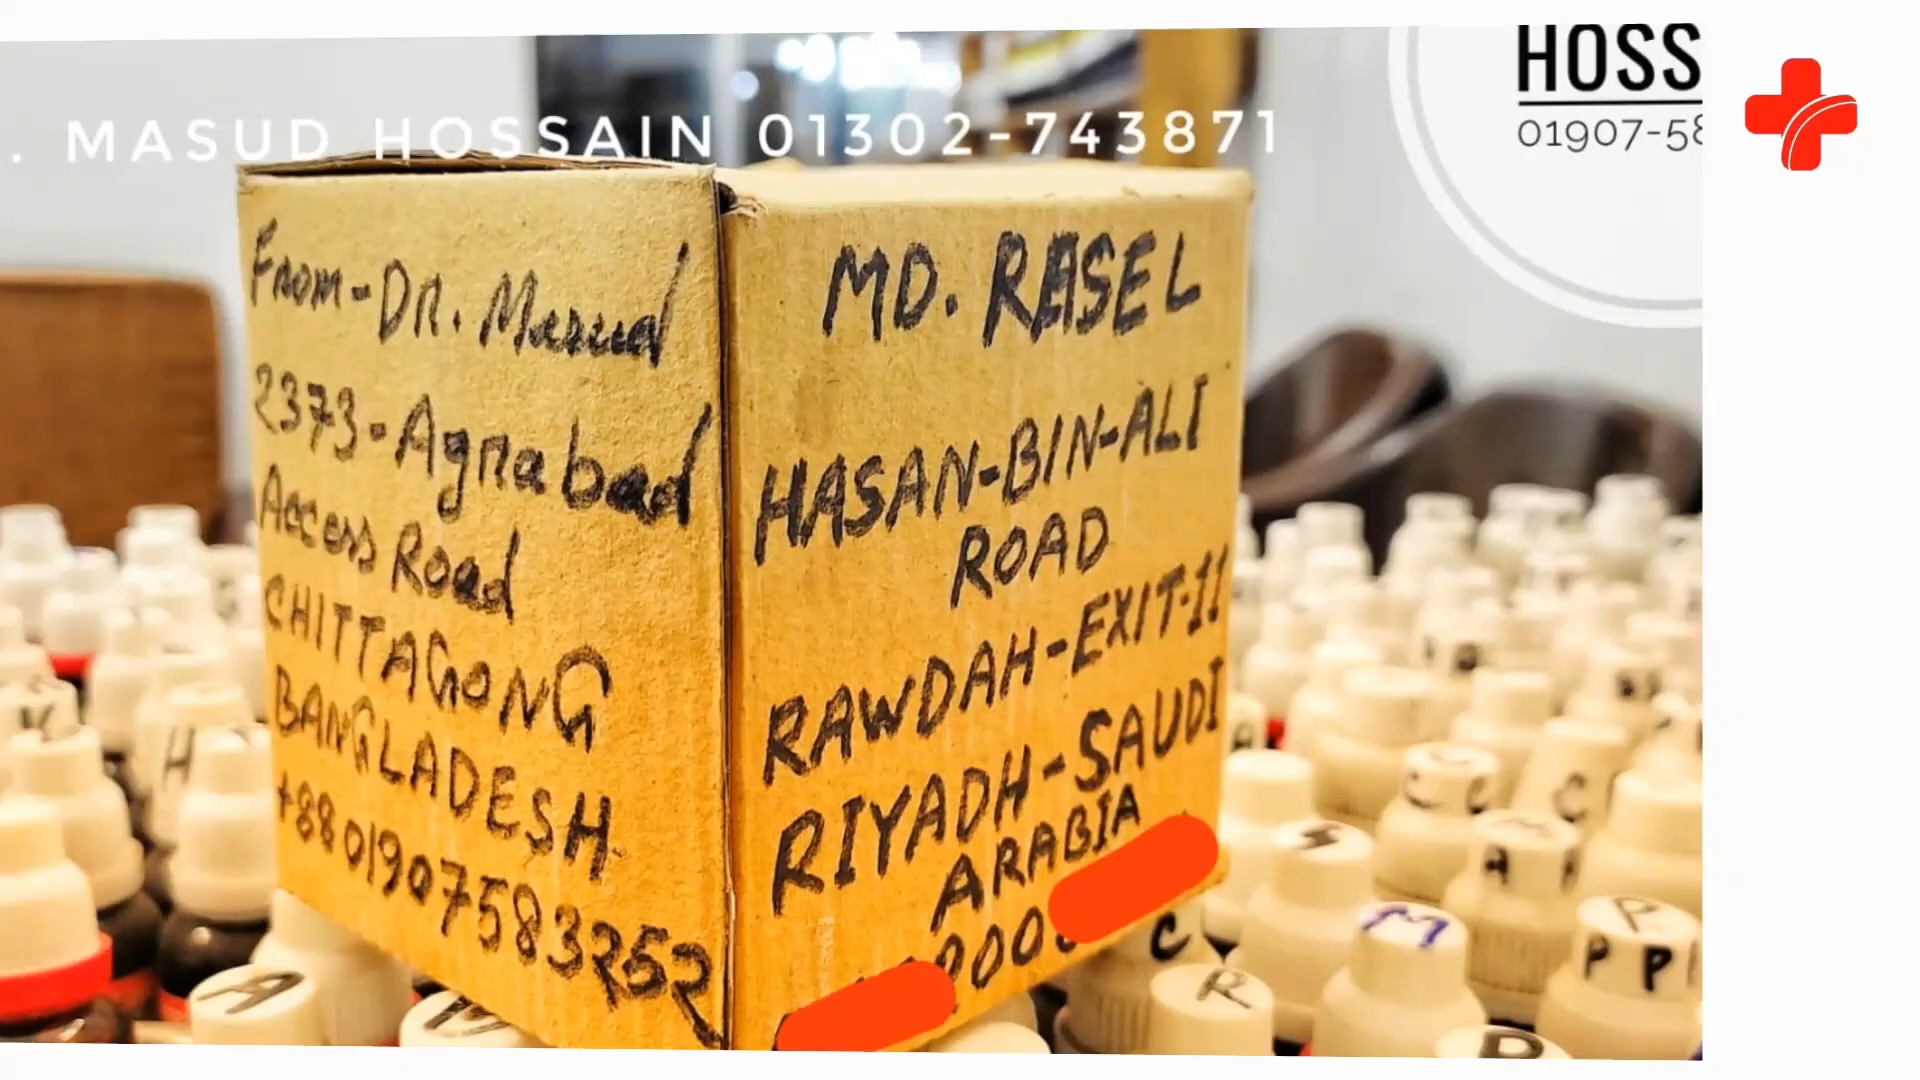 HOSS
01907-58
. MASUD HOSSAIN 01302-743871
From-DR. Masud
2373-Agrabad
Access Road
CHITTAGONG
BANGLADESH
+8801907583252
MD. RASEL
HASAN-BIN-ALI
ROAD
RAWDAH-EXIT-11
RIYADH-SAUDI
ARABIA
000
K
H
A
A
C
C
C
S
M
A
C
R
M
P
P P